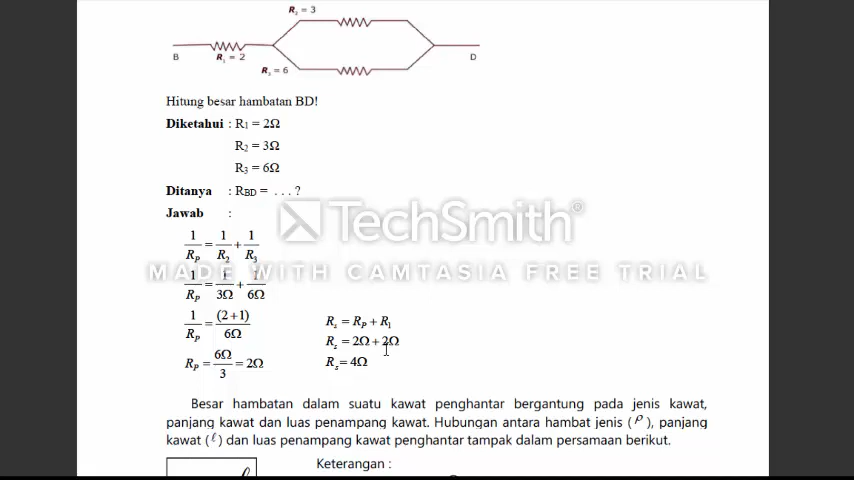 R₂ = 3
B
R₁ = 2
D
R₃ = 6
Hitung besar hambatan BD!
Diketahui : R1 = 2Ω
R2 = 3Ω
R3 = 6Ω
Ditanya : RBD = . . . ?
Jawab :
1/R_P = 1/R₂ + 1/R₃
1/R_P = 1/3Ω + 1/6Ω
1/R_P = (2+1)/6Ω
R_P = 6Ω/3 = 2Ω
R_s = R_P + R₁
R_s = 2Ω + 2Ω
R_s = 4Ω
TechSmith®
MADE WITH CAMTASIA FREE TRIAL
Besar hambatan dalam suatu kawat penghantar bergantung pada jenis kawat,
panjang kawat dan luas penampang kawat. Hubungan antara hambat jenis (ρ), panjang
kawat (ℓ) dan luas penampang kawat penghantar tampak dalam persamaan berikut.
Keterangan :
ℓ